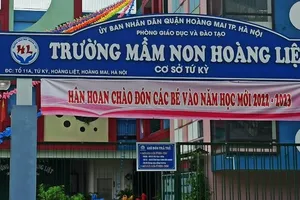 ỦY BAN NHÂN DÂN QUẬN HOÀNG MAI TP. HÀ NỘI
PHÒNG GIÁO DỤC VÀ ĐÀO TẠO
TRƯỜNG MẦM NON HOÀNG LIỆ
CƠ SỞ TỨ KỲ
ĐC: TỔ 11A, TỨ KỲ, HOÀNG LIỆT, HOÀNG MAI, HÀ NỘI
HÂN HOAN CHÀO ĐÓN CÁC BÉ VÀO NĂM HỌC MỚI 2022 - 2023